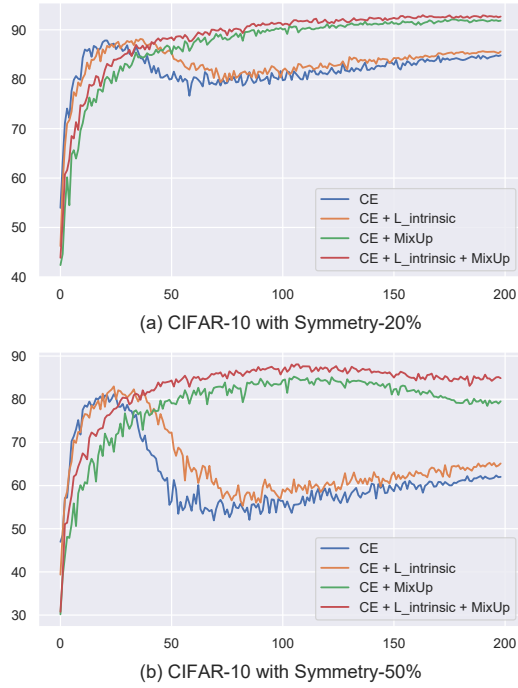 90
80
70
60
50
40
CE
CE + L_intrinsic
CE + MixUp
CE + L_intrinsic + MixUp
0 50 100 150 200
(a) CIFAR-10 with Symmetry-20%
90
80
70
60
50
40
30
CE
CE + L_intrinsic
CE + MixUp
CE + L_intrinsic + MixUp
0 50 100 150 200
(b) CIFAR-10 with Symmetry-50%